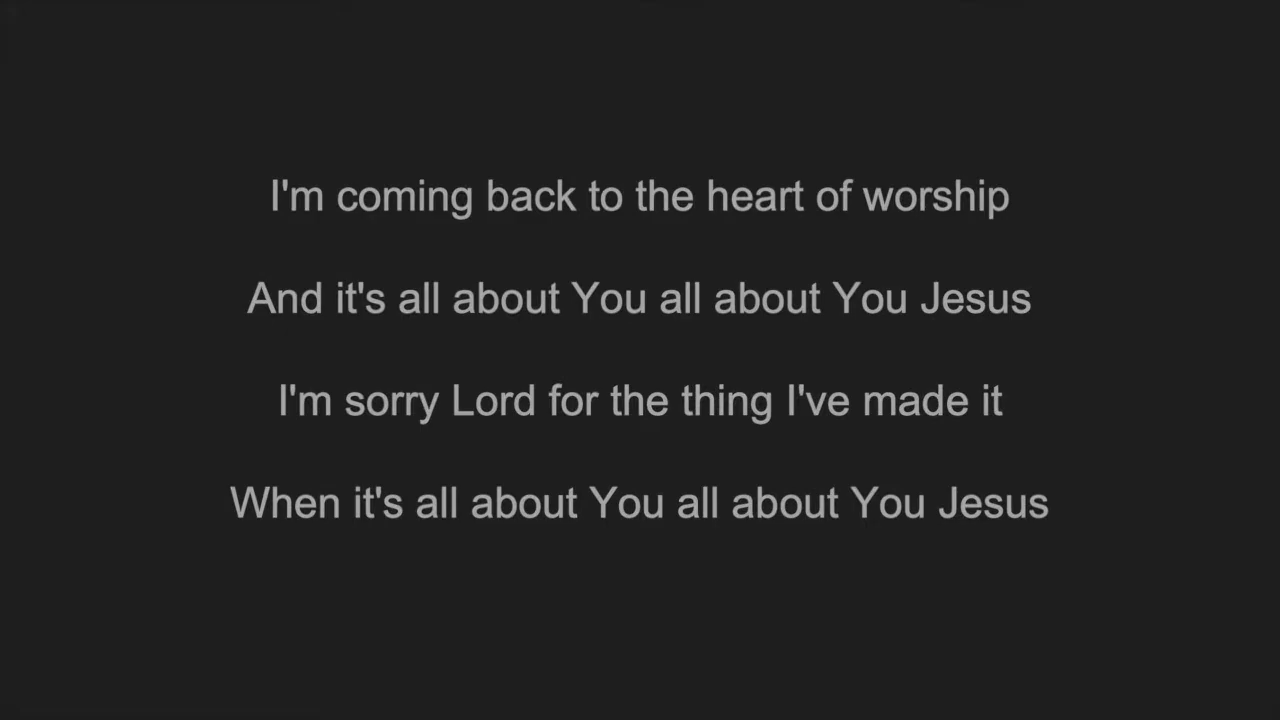 I'm coming back to the heart of worship
And it's all about You all about You Jesus
I'm sorry Lord for the thing I've made it
When it's all about You all about You Jesus